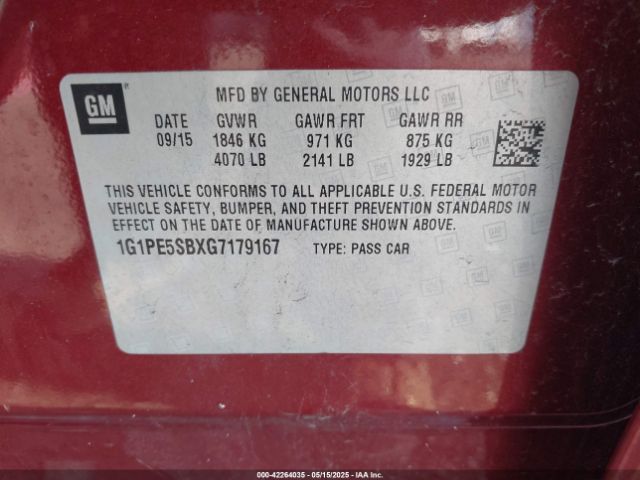 GM
MFD BY GENERAL MOTORS LLC
DATE GVWR GAWR FRT GAWR RR
09/15 1846 KG 971 KG 875 KG
4070 LB 2141 LB 1929 LB
THIS VEHICLE CONFORMS TO ALL APPLICABLE U.S. FEDERAL MOTOR
VEHICLE SAFETY, BUMPER, AND THEFT PREVENTION STANDARDS IN
EFFECT ON THE DATE OF MANUFACTURE SHOWN ABOVE.
1G1PE5SBXG7179167 TYPE: PASS CAR
000-42264035 - 05/15/2025 - IAA Inc.